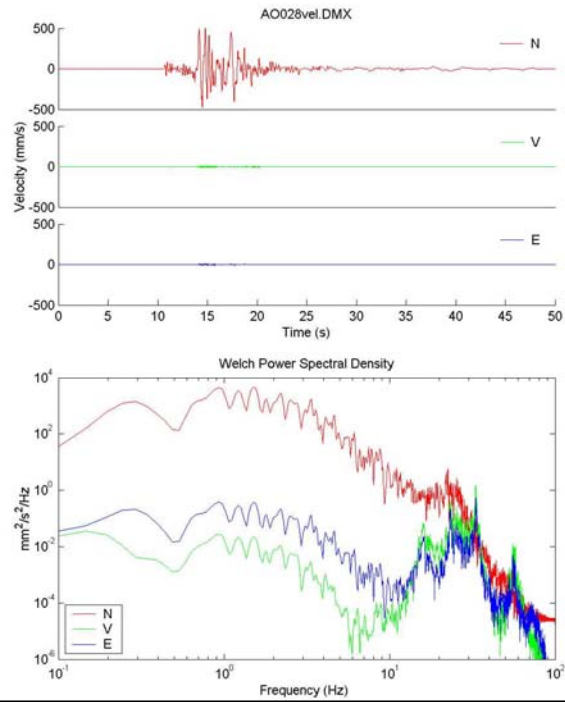 AO028vel.DMX
500
0
-500
N
500
0
-500
V
500
0
-500
E
Velocity (mm/s)
0 5 10 15 20 25 30 35 40 45 50
Time (s)
Welch Power Spectral Density
10^4
10^2
10^0
10^-2
10^-4
10^-6
mm^2/s^2/Hz
N
V
E
10^-1 10^0 10^1 10^2
Frequency (Hz)